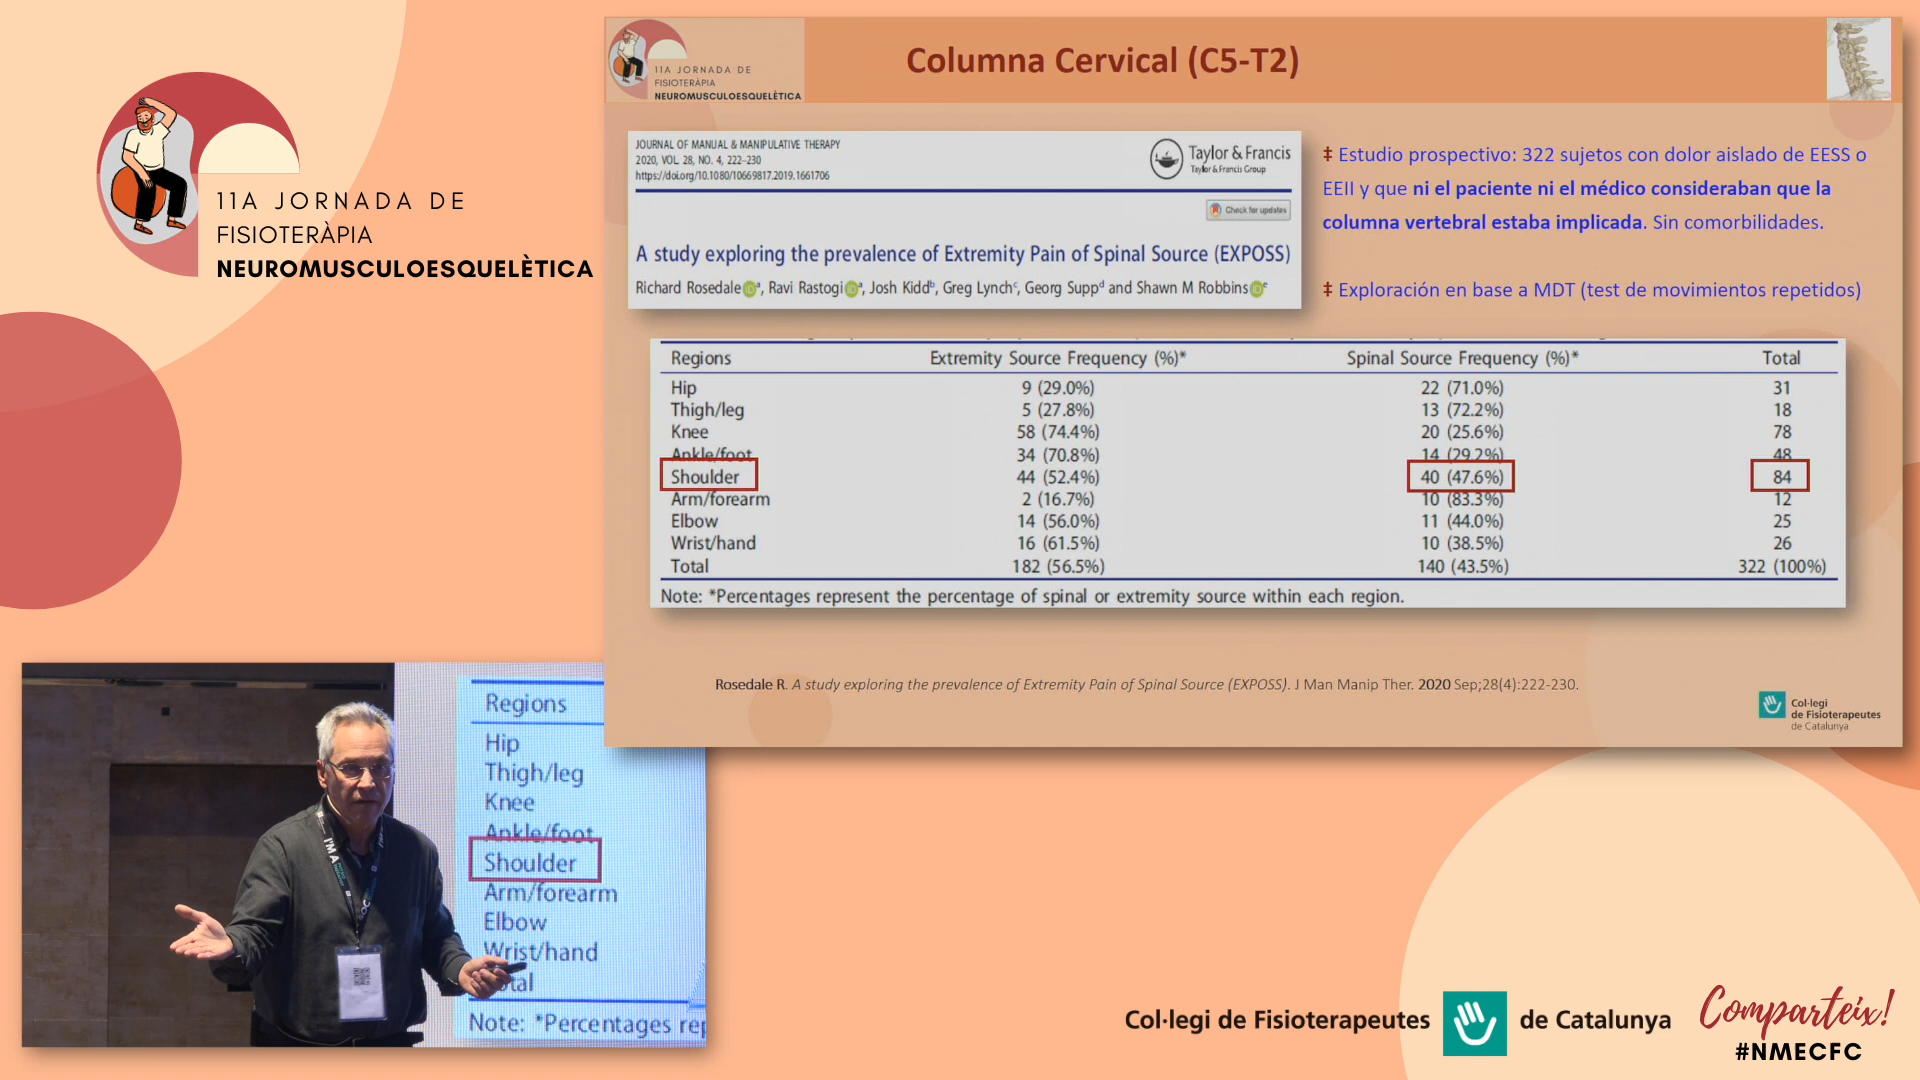 11A JORNADA DE
FISIOTERÀPIA
NEUROMUSCULOESQUELÈTICA
11A JORNADA DE
FISIOTERÀPIA
NEUROMUSCULOESQUELÈTICA
Columna Cervical (C5-T2)
JOURNAL OF MANUAL & MANIPULATIVE THERAPY
2020, VOL. 28, NO. 4, 222–230
https://doi.org/10.1080/10669817.2019.1661706
Taylor & Francis
Taylor & Francis Group
Check for updates
A study exploring the prevalence of Extremity Pain of Spinal Source (EXPOSS)
Richard Rosedale iD a, Ravi Rastogi iD a, Josh Kidd b, Greg Lynch c, Georg Supp d and Shawn M Robbins iD e
‡ Estudio prospectivo: 322 sujetos con dolor aislado de EESS o
EEII y que ni el paciente ni el médico consideraban que la
columna vertebral estaba implicada. Sin comorbilidades.
‡ Exploración en base a MDT (test de movimientos repetidos)
Regions Extremity Source Frequency (%)* Spinal Source Frequency (%)* Total
Hip 9 (29.0%) 22 (71.0%) 31
Thigh/leg 5 (27.8%) 13 (72.2%) 18
Knee 58 (74.4%) 20 (25.6%) 78
Ankle/foot 34 (70.8%) 14 (29.2%) 48
Shoulder 44 (52.4%) 40 (47.6%) 84
Arm/forearm 2 (16.7%) 10 (83.3%) 12
Elbow 14 (56.0%) 11 (44.0%) 25
Wrist/hand 16 (61.5%) 10 (38.5%) 26
Total 182 (56.5%) 140 (43.5%) 322 (100%)
Note: *Percentages represent the percentage of spinal or extremity source within each region.
Rosedale R. A study exploring the prevalence of Extremity Pain of Spinal Source (EXPOSS). J Man Manip Ther. 2020 Sep;28(4):222-230.
Col·legi
de Fisioterapeutes
de Catalunya
Regions
Hip
Thigh/leg
Knee
Ankle/foot
Shoulder
Arm/forearm
Elbow
Wrist/hand
tal
Note: *Percentages rep
I'M A
Col·legi de Fisioterapeutes de Catalunya
Comparteix!
#NMECFC